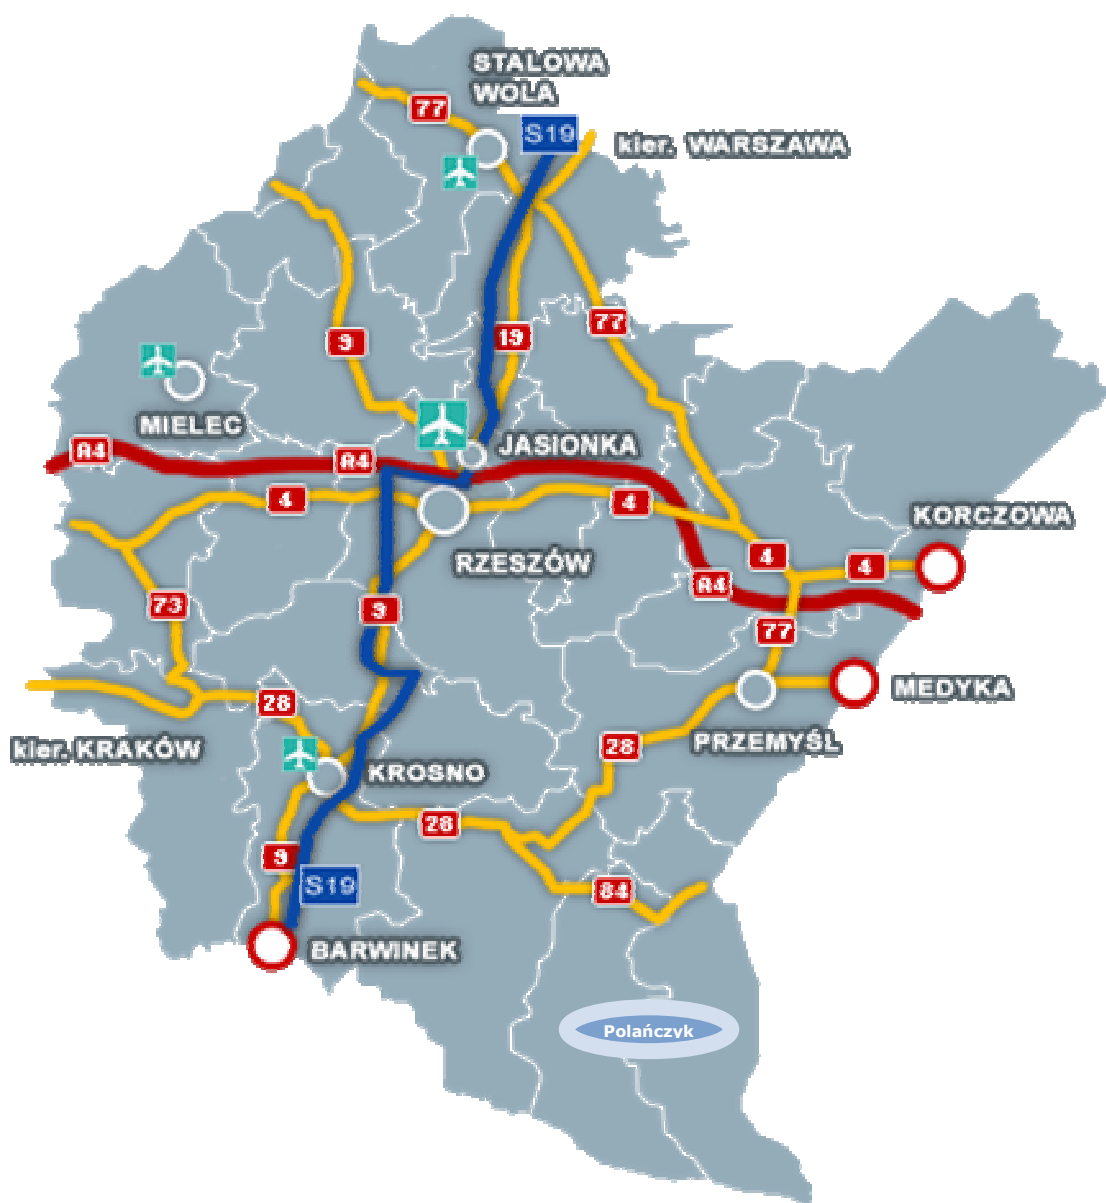 STALOWA
WOLA
77
S19
kier. WARSZAWA
77
19
9
MIELEC
JASIONKA
A4
A4
4
4
KORCZOWA
RZESZÓW
4
4
A4
73
9
77
MEDYKA
28
PRZEMYŚL
28
kier. KRAKÓW
KROSNO
28
9
S19
84
BARWINEK
Polańczyk